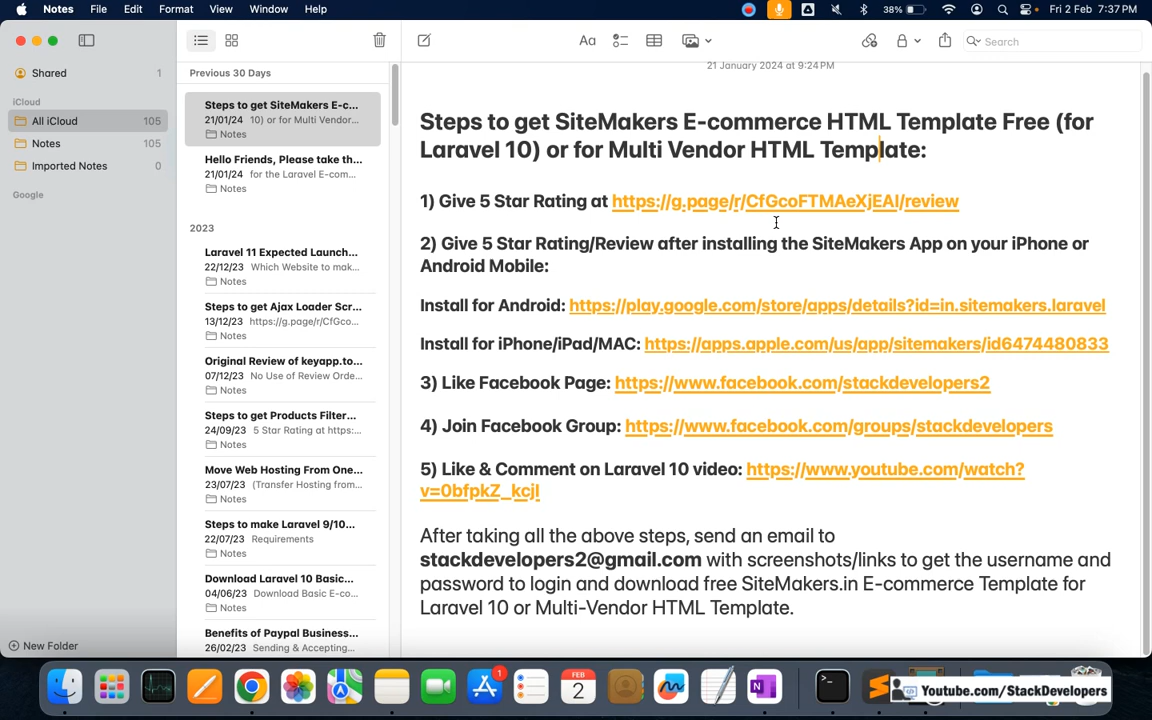 Notes File Edit Format View Window Help 38% Fri 2 Feb 7:37PM
Search
Shared 1
iCloud
All iCloud 105
Notes 105
Imported Notes 0
Google
New Folder
Previous 30 Days
Steps to get SiteMakers E-c...
21/01/24 10) or for Multi Vendor...
Notes
Hello Friends, Please take th...
21/01/24 for the Laravel E-com...
Notes
2023
Laravel 11 Expected Launch...
22/12/23 Which Website to mak...
Notes
Steps to get Ajax Loader Scr...
13/12/23 https://g.page/r/CfGco...
Notes
Original Review of keyapp.to...
07/12/23 No Use of Review Orde...
Notes
Steps to get Products Filter...
24/09/23 5 Star Rating at https:...
Notes
Move Web Hosting From One...
23/07/23 (Transfer Hosting from...
Notes
Steps to make Laravel 9/10...
22/07/23 Requirements
Notes
Download Laravel 10 Basic...
04/06/23 Download Basic E-co...
Notes
Benefits of Paypal Business...
26/02/23 Sending & Accepting...
21 January 2024 at 9:24PM
Steps to get SiteMakers E-commerce HTML Template Free (for
Laravel 10) or for Multi Vendor HTML Template:
1) Give 5 Star Rating at https://g.page/r/CfGcoFTMAeXjEAI/review
2) Give 5 Star Rating/Review after installing the SiteMakers App on your iPhone or
Android Mobile:
Install for Android: https://play.google.com/store/apps/details?id=in.sitemakers.laravel
Install for iPhone/iPad/MAC: https://apps.apple.com/us/app/sitemakers/id6474480833
3) Like Facebook Page: https://www.facebook.com/stackdevelopers2
4) Join Facebook Group: https://www.facebook.com/groups/stackdevelopers
5) Like & Comment on Laravel 10 video: https://www.youtube.com/watch?
v=0bfpkZ_kcjI
After taking all the above steps, send an email to
stackdevelopers2@gmail.com with screenshots/links to get the username and
password to login and download free SiteMakers.in E-commerce Template for
Laravel 10 or Multi-Vendor HTML Template.
1
FEB
2
Youtube.com/StackDevelopers